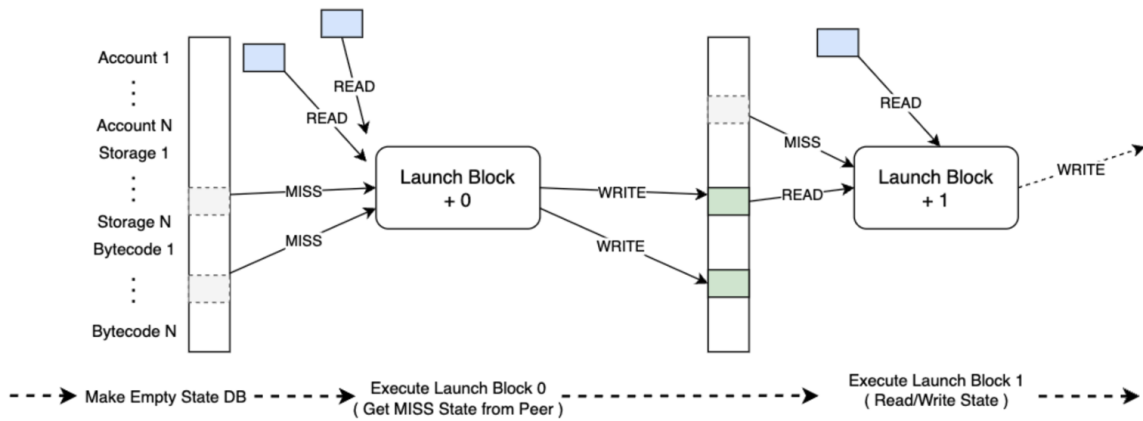 Account 1
Account N
Storage 1
Storage N
Bytecode 1
Bytecode N
READ
READ
MISS
MISS
Launch Block
+ 0
WRITE
WRITE
READ
MISS
READ
Launch Block
+ 1
WRITE
Make Empty State DB
Execute Launch Block 0
( Get MISS State from Peer )
Execute Launch Block 1
( Read/Write State )